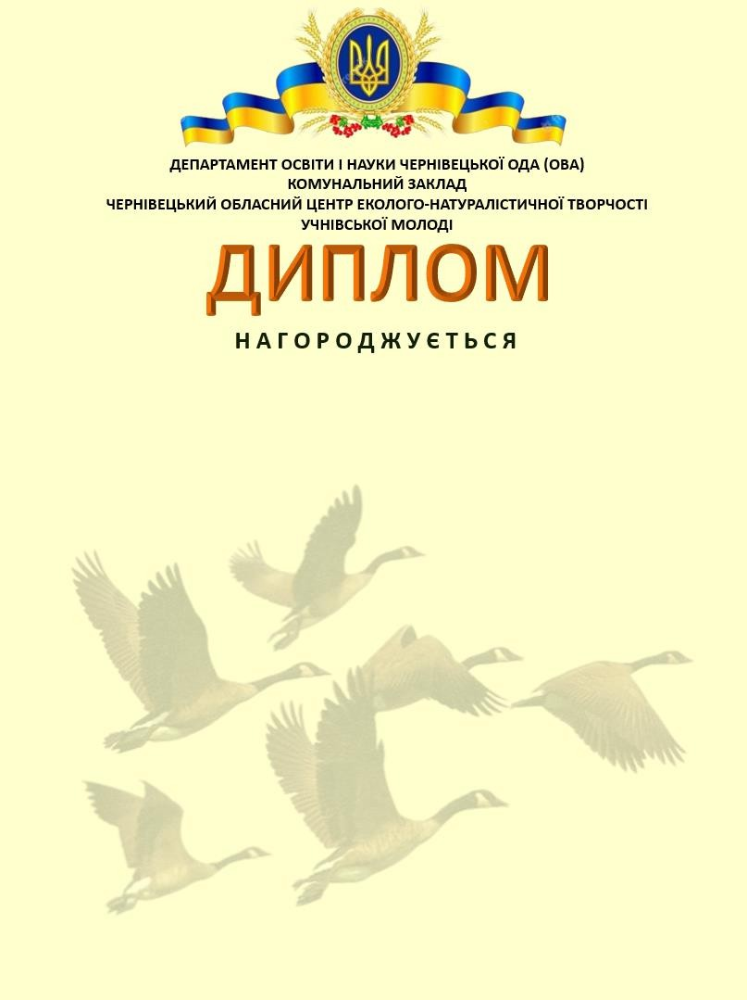 ДЕПАРТАМЕНТ ОСВІТИ І НАУКИ ЧЕРНІВЕЦЬКОЇ ОДА (ОВА)
КОМУНАЛЬНИЙ ЗАКЛАД
ЧЕРНІВЕЦЬКИЙ ОБЛАСНИЙ ЦЕНТР ЕКОЛОГО-НАТУРАЛІСТИЧНОЇ ТВОРЧОСТІ
УЧНІВСЬКОЇ МОЛОДІ
ДИПЛОМ
НАГОРОДЖУЄТЬСЯ